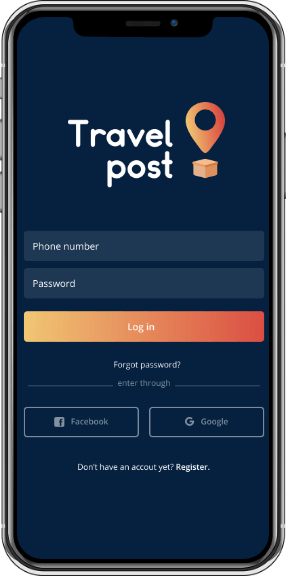 Travel
post
Phone number
Password
Log in
Forgot password?
enter through
Facebook
Google
Don't have an accout yet? Register.